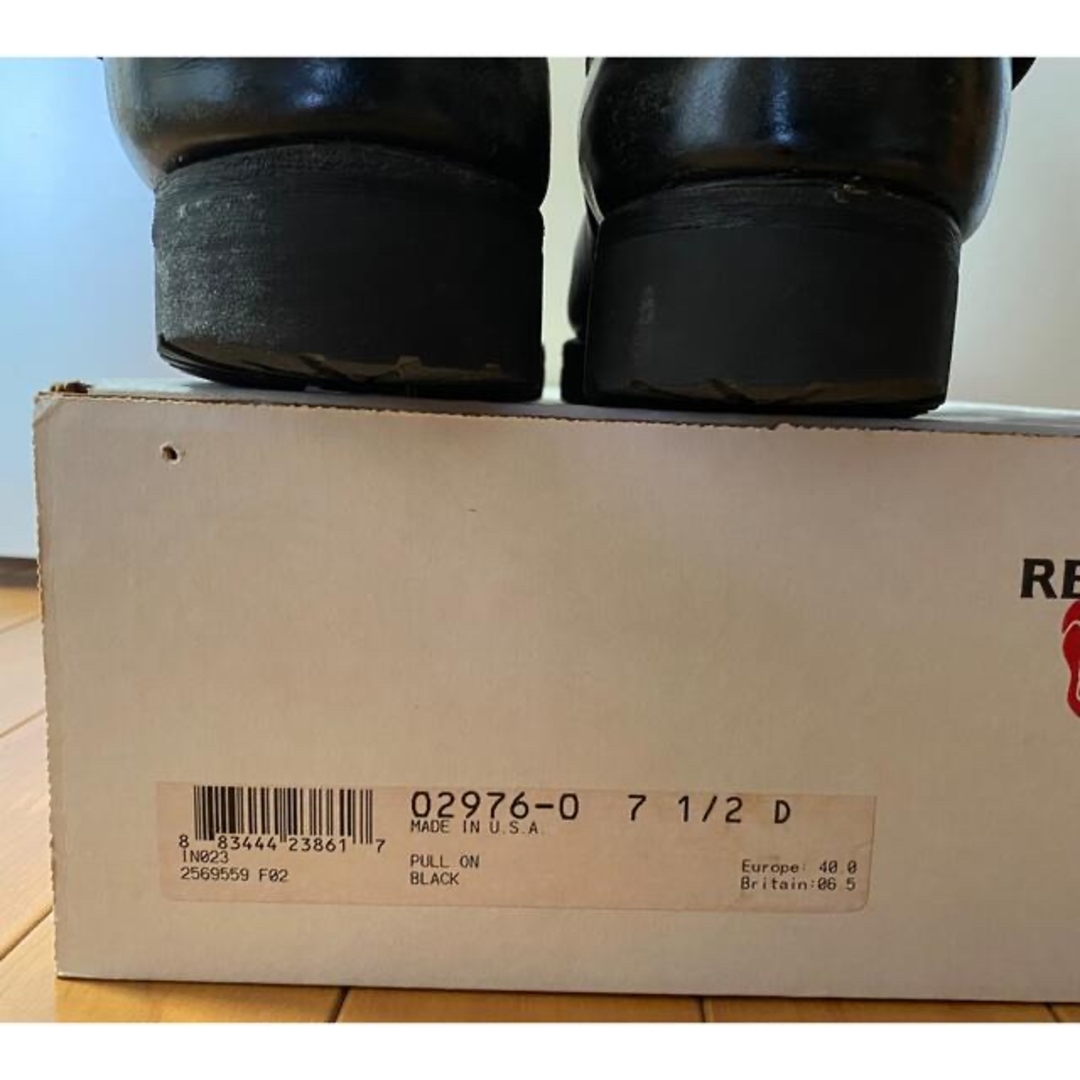 RE
02976-0 7 1/2 D
MADE IN U.S.A.
8 83444 23861 7
IN023
2569559 F02
PULL ON
BLACK
Europe: 40.0
Britain:06 5